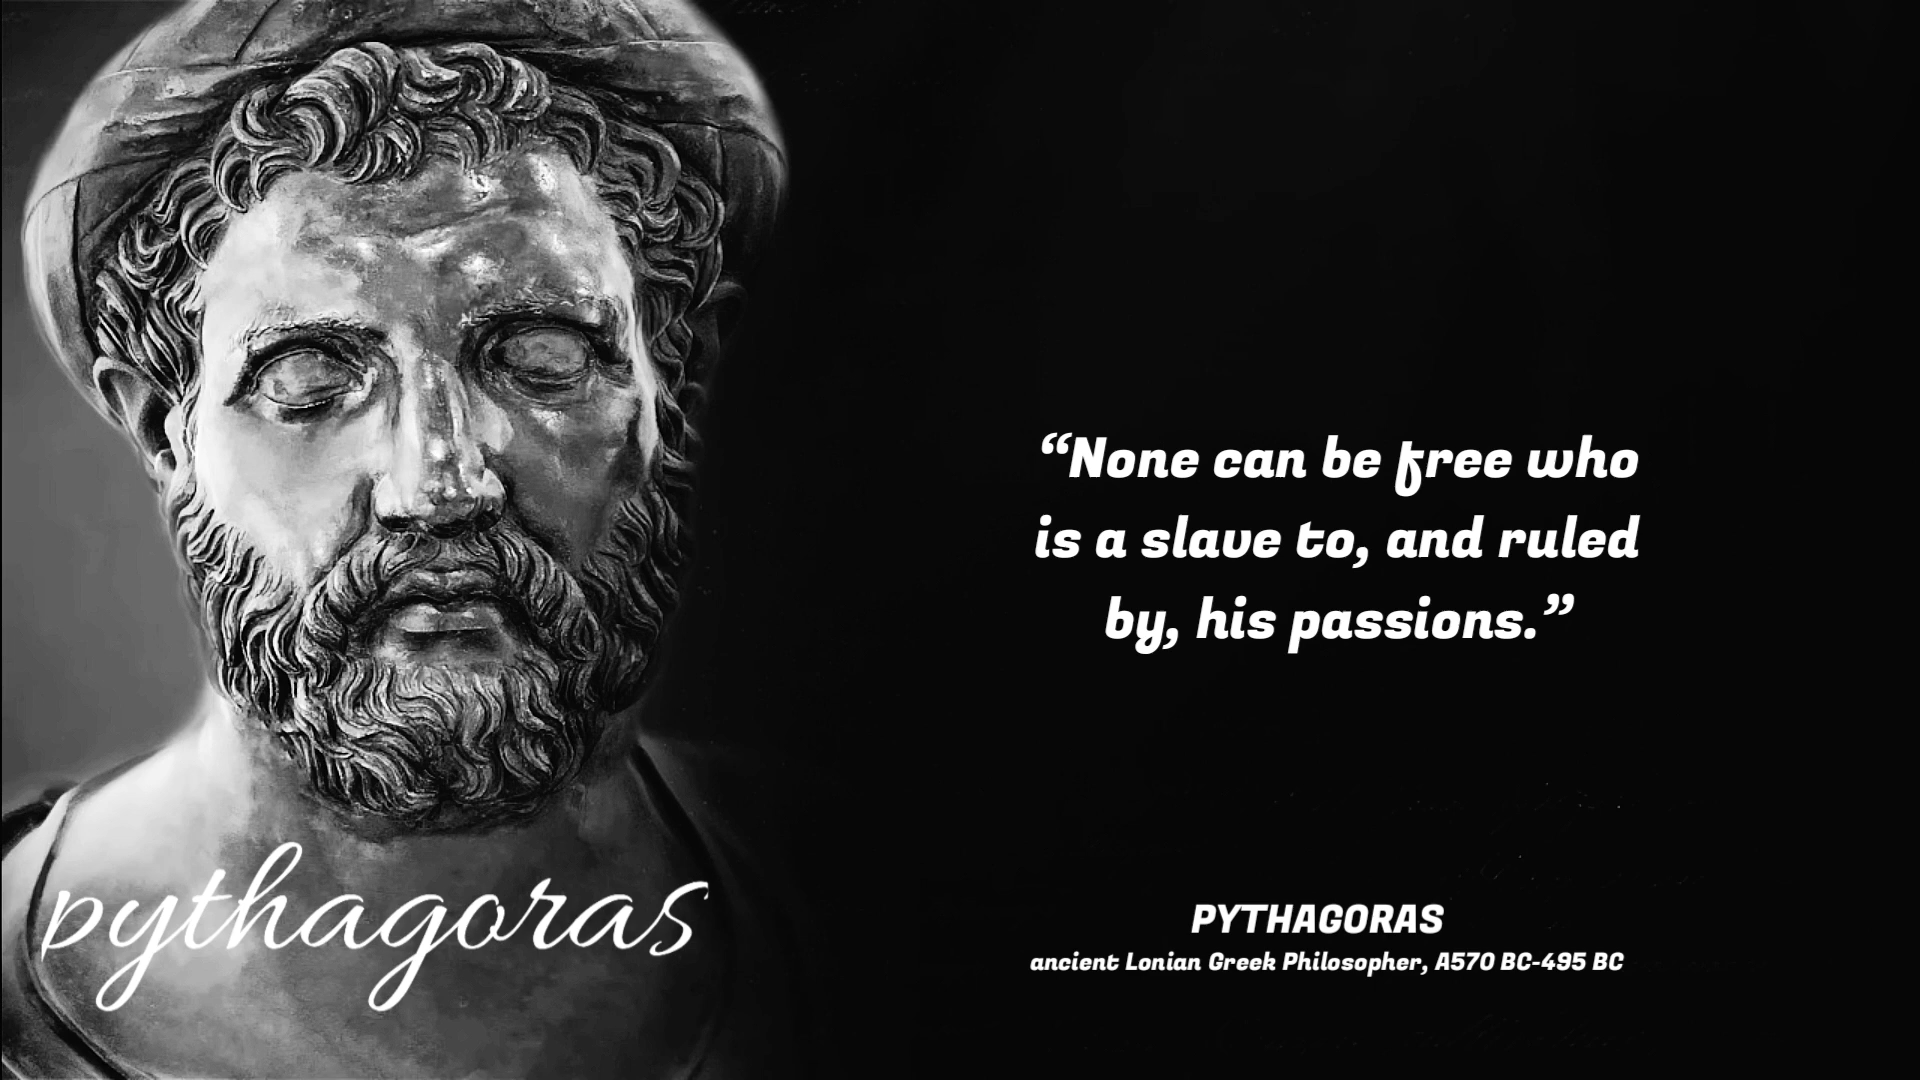 “None can be free who
is a slave to, and ruled
by, his passions.”
pythagoras
PYTHAGORAS
ancient Lonian Greek Philosopher, A570 BC-495 BC